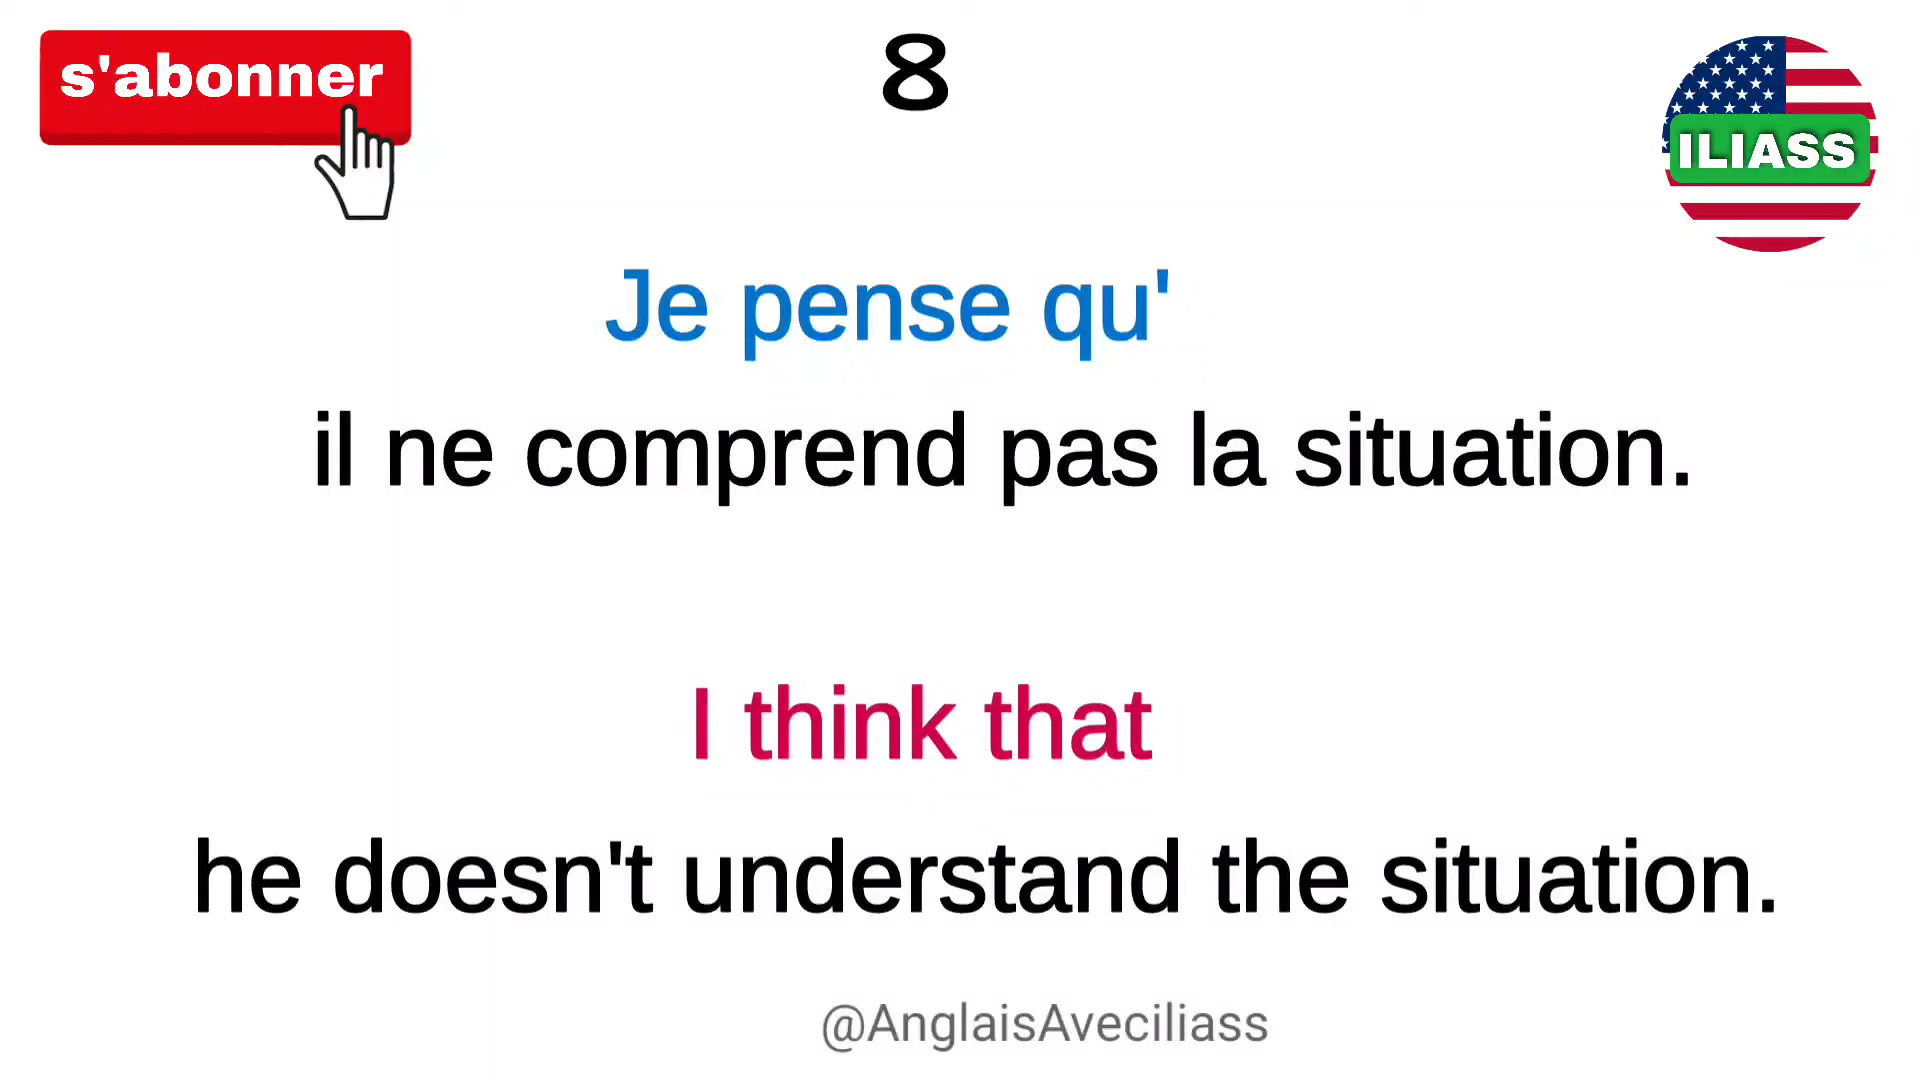 s'abonner
8
ILIASS
Je pense qu'
il ne comprend pas la situation.
I think that
he doesn't understand the situation.
@AnglaisAveciliass